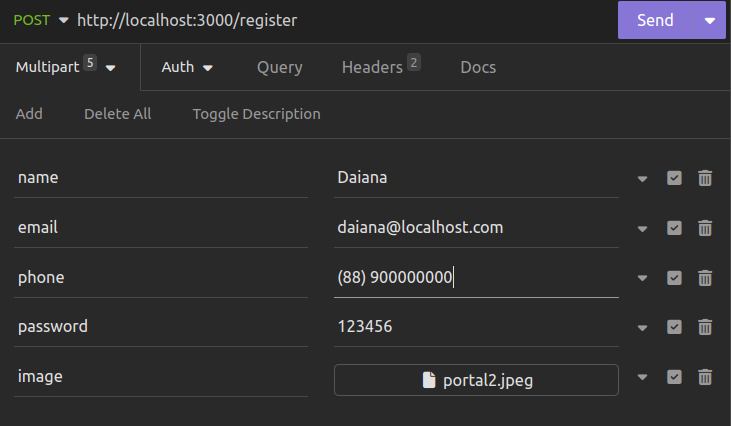 POST http://localhost:3000/register Send
Multipart 5 Auth Query Headers 2 Docs
Add Delete All Toggle Description
name Daiana
email daiana@localhost.com
phone (88) 900000000
password 123456
image portal2.jpeg